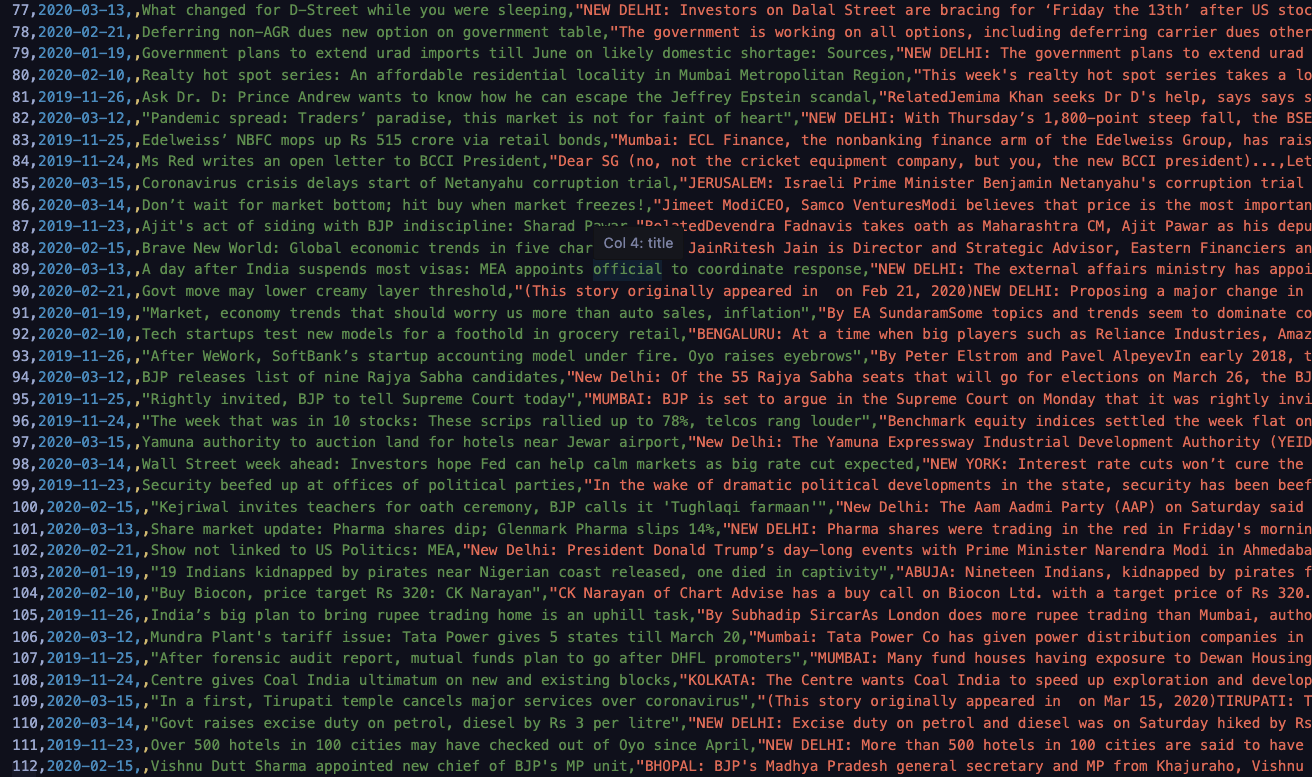 77,2020-03-13,,What changed for D-Street while you were sleeping,"NEW DELHI: Investors on Dalal Street are bracing for ‘Friday the 13th’ after US stoc
78,2020-02-21,,Deferring non-AGR dues new option on government table,"The government is working on all options, including deferring carrier dues other
79,2020-01-19,,Government plans to extend urad imports till June on likely domestic shortage: Sources,"NEW DELHI: The government plans to extend urad
80,2020-02-10,,Realty hot spot series: An affordable residential locality in Mumbai Metropolitan Region,"This week's realty hot spot series takes a lo
81,2019-11-26,,Ask Dr. D: Prince Andrew wants to know how he can escape the Jeffrey Epstein scandal,"RelatedJemima Khan seeks Dr D's help, says says s
82,2020-03-12,,"Pandemic spread: Traders’ paradise, this market is not for faint of heart","NEW DELHI: With Thursday’s 1,800-point steep fall, the BSE
83,2019-11-25,,Edelweiss’ NBFC mops up Rs 515 crore via retail bonds,"Mumbai: ECL Finance, the nonbanking finance arm of the Edelweiss Group, has rais
84,2019-11-24,,Ms Red writes an open letter to BCCI President,"Dear SG (no, not the cricket equipment company, but you, the new BCCI president)...,Let
85,2020-03-15,,Coronavirus crisis delays start of Netanyahu corruption trial,"JERUSALEM: Israeli Prime Minister Benjamin Netanyahu's corruption trial
86,2020-03-14,,Don’t wait for market bottom; hit buy when market freezes!,"Jimeet ModiCEO, Samco VenturesModi believes that price is the most importan
87,2019-11-23,,Ajit's act of siding with BJP indiscipline: Sharad Pawar,"RelatedDevendra Fadnavis takes oath as Maharashtra CM, Ajit Pawar as his depu
Col 4: title
88,2020-02-15,,Brave New World: Global economic trends in five char JainRitesh Jain is Director and Strategic Advisor, Eastern Financiers an
89,2020-03-13,,A day after India suspends most visas: MEA appoints official to coordinate response,"NEW DELHI: The external affairs ministry has appoi
90,2020-02-21,,Govt move may lower creamy layer threshold,"(This story originally appeared in  on Feb 21, 2020)NEW DELHI: Proposing a major change in
91,2020-01-19,,"Market, economy trends that should worry us more than auto sales, inflation","By EA SundaramSome topics and trends seem to dominate co
92,2020-02-10,,Tech startups test new models for a foothold in grocery retail,"BENGALURU: At a time when big players such as Reliance Industries, Amaz
93,2019-11-26,,"After WeWork, SoftBank’s startup accounting model under fire. Oyo raises eyebrows","By Peter Elstrom and Pavel AlpeyevIn early 2018, t
94,2020-03-12,,BJP releases list of nine Rajya Sabha candidates,"New Delhi: Of the 55 Rajya Sabha seats that will go for elections on March 26, the BJ
95,2019-11-25,,"Rightly invited, BJP to tell Supreme Court today","MUMBAI: BJP is set to argue in the Supreme Court on Monday that it was rightly invi
96,2019-11-24,,"The week that was in 10 stocks: These scrips rallied up to 78%, telcos rang louder","Benchmark equity indices settled the week flat on
97,2020-03-15,,Yamuna authority to auction land for hotels near Jewar airport,"New Delhi: The Yamuna Expressway Industrial Development Authority (YEID
98,2020-03-14,,Wall Street week ahead: Investors hope Fed can help calm markets as big rate cut expected,"NEW YORK: Interest rate cuts won’t cure the
99,2019-11-23,,Security beefed up at offices of political parties,"In the wake of dramatic political developments in the state, security has been beef
100,2020-02-15,,"Kejriwal invites teachers for oath ceremony, BJP calls it 'Tughlaqi farmaan'","New Delhi: The Aam Aadmi Party (AAP) on Saturday said
101,2020-03-13,,Share market update: Pharma shares dip; Glenmark Pharma slips 14%,"NEW DELHI: Pharma shares were trading in the red in Friday's mornin
102,2020-02-21,,Show not linked to US Politics: MEA,"New Delhi: President Donald Trump’s day-long events with Prime Minister Narendra Modi in Ahmedaba
103,2020-01-19,,"19 Indians kidnapped by pirates near Nigerian coast released, one died in captivity","ABUJA: Nineteen Indians, kidnapped by pirates f
104,2020-02-10,,"Buy Biocon, price target Rs 320: CK Narayan","CK Narayan of Chart Advise has a buy call on Biocon Ltd. with a target price of Rs 320.
105,2019-11-26,,India’s big plan to bring rupee trading home is an uphill task,"By Subhadip SircarAs London does more rupee trading than Mumbai, autho
106,2020-03-12,,Mundra Plant's tariff issue: Tata Power gives 5 states till March 20,"Mumbai: Tata Power Co has given power distribution companies in
107,2019-11-25,,"After forensic audit report, mutual funds plan to go after DHFL promoters","MUMBAI: Many fund houses having exposure to Dewan Housing
108,2019-11-24,,Centre gives Coal India ultimatum on new and existing blocks,"KOLKATA: The Centre wants Coal India to speed up exploration and develop
109,2020-03-15,,"In a first, Tirupati temple cancels major services over coronavirus","(This story originally appeared in  on Mar 15, 2020)TIRUPATI: T
110,2020-03-14,,"Govt raises excise duty on petrol, diesel by Rs 3 per litre","NEW DELHI: Excise duty on petrol and diesel was on Saturday hiked by Rs
111,2019-11-23,,Over 500 hotels in 100 cities may have checked out of Oyo since April,"NEW DELHI: More than 500 hotels in 100 cities are said to have
112,2020-02-15,,Vishnu Dutt Sharma appointed new chief of BJP's MP unit,"BHOPAL: BJP's Madhya Pradesh general secretary and MP from Khajuraho, Vishnu